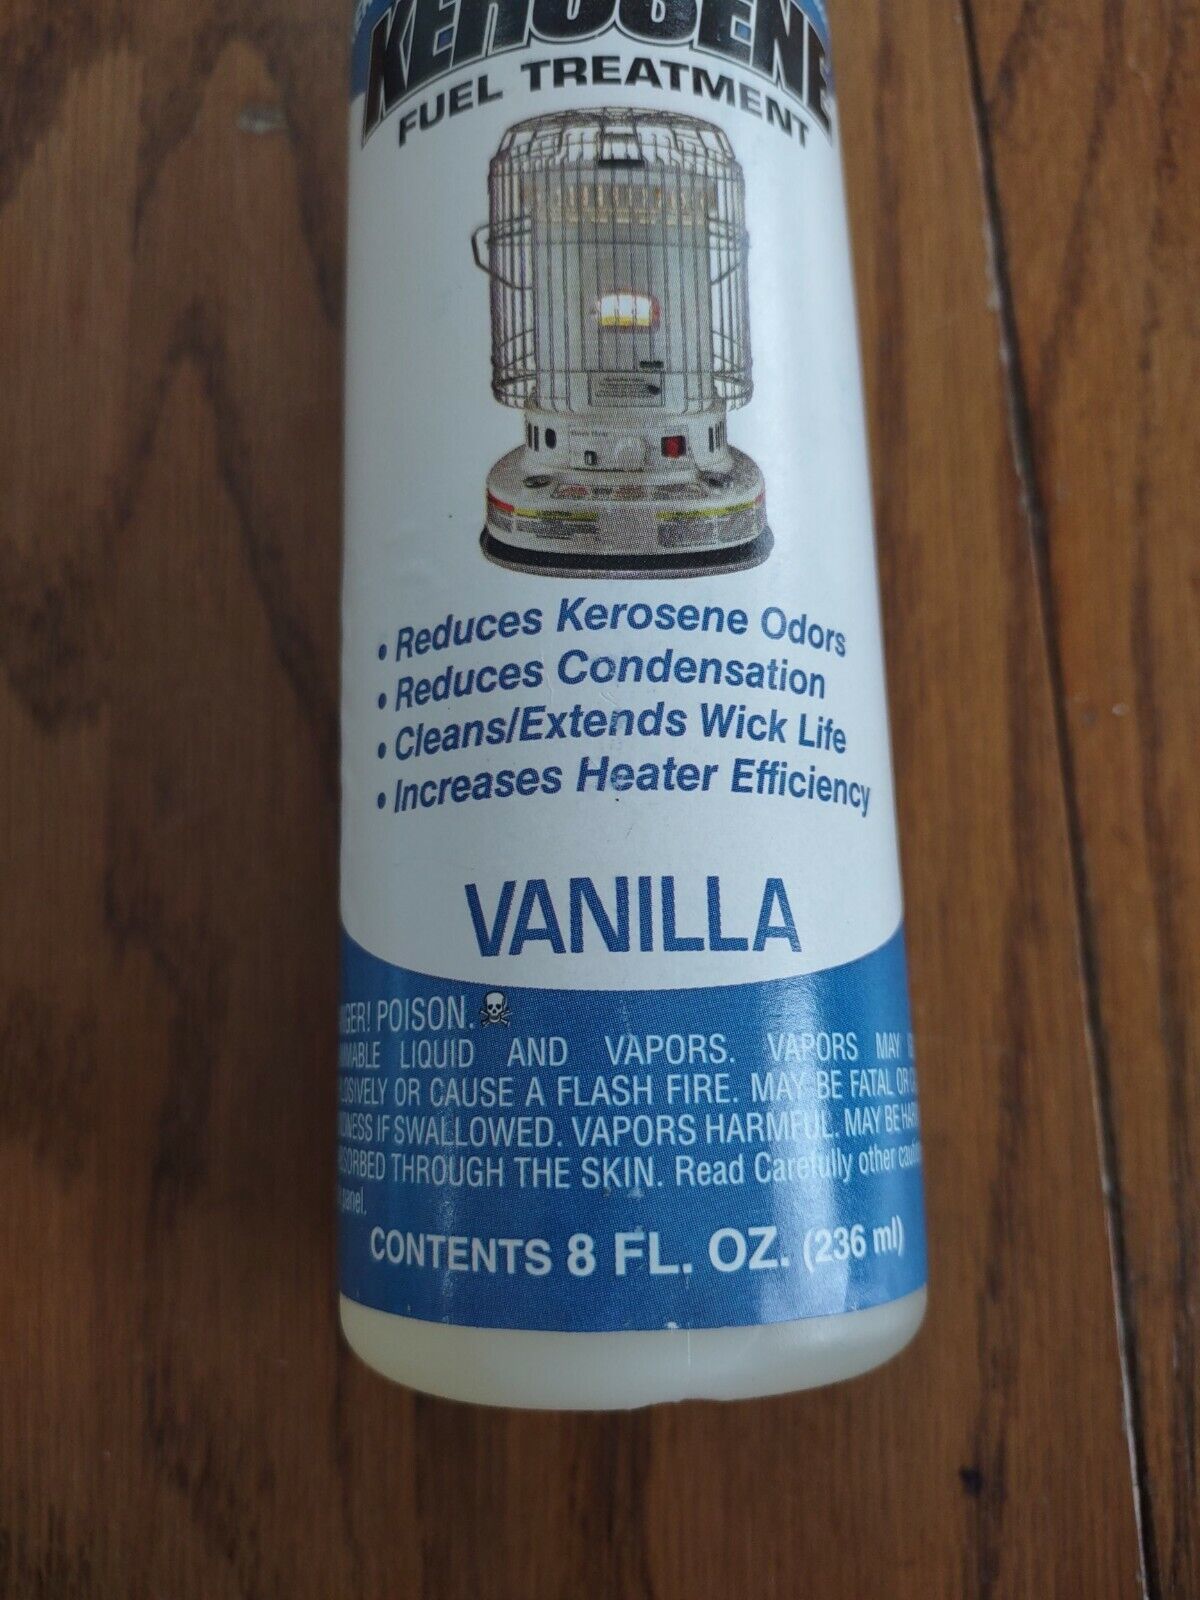 KEROSENE
FUEL TREATMENT
• Reduces Kerosene Odors
• Reduces Condensation
• Cleans/Extends Wick Life
• Increases Heater Efficiency
VANILLA
POISON.
LIQUID AND VAPORS. VAPORS MAY
OR CAUSE A FLASH FIRE. MAY BE FATAL OR
IF SWALLOWED. VAPORS HARMFUL. MAY BE
THROUGH THE SKIN. Read Carefully other
panel.
CONTENTS 8 FL. OZ. (236 ml)